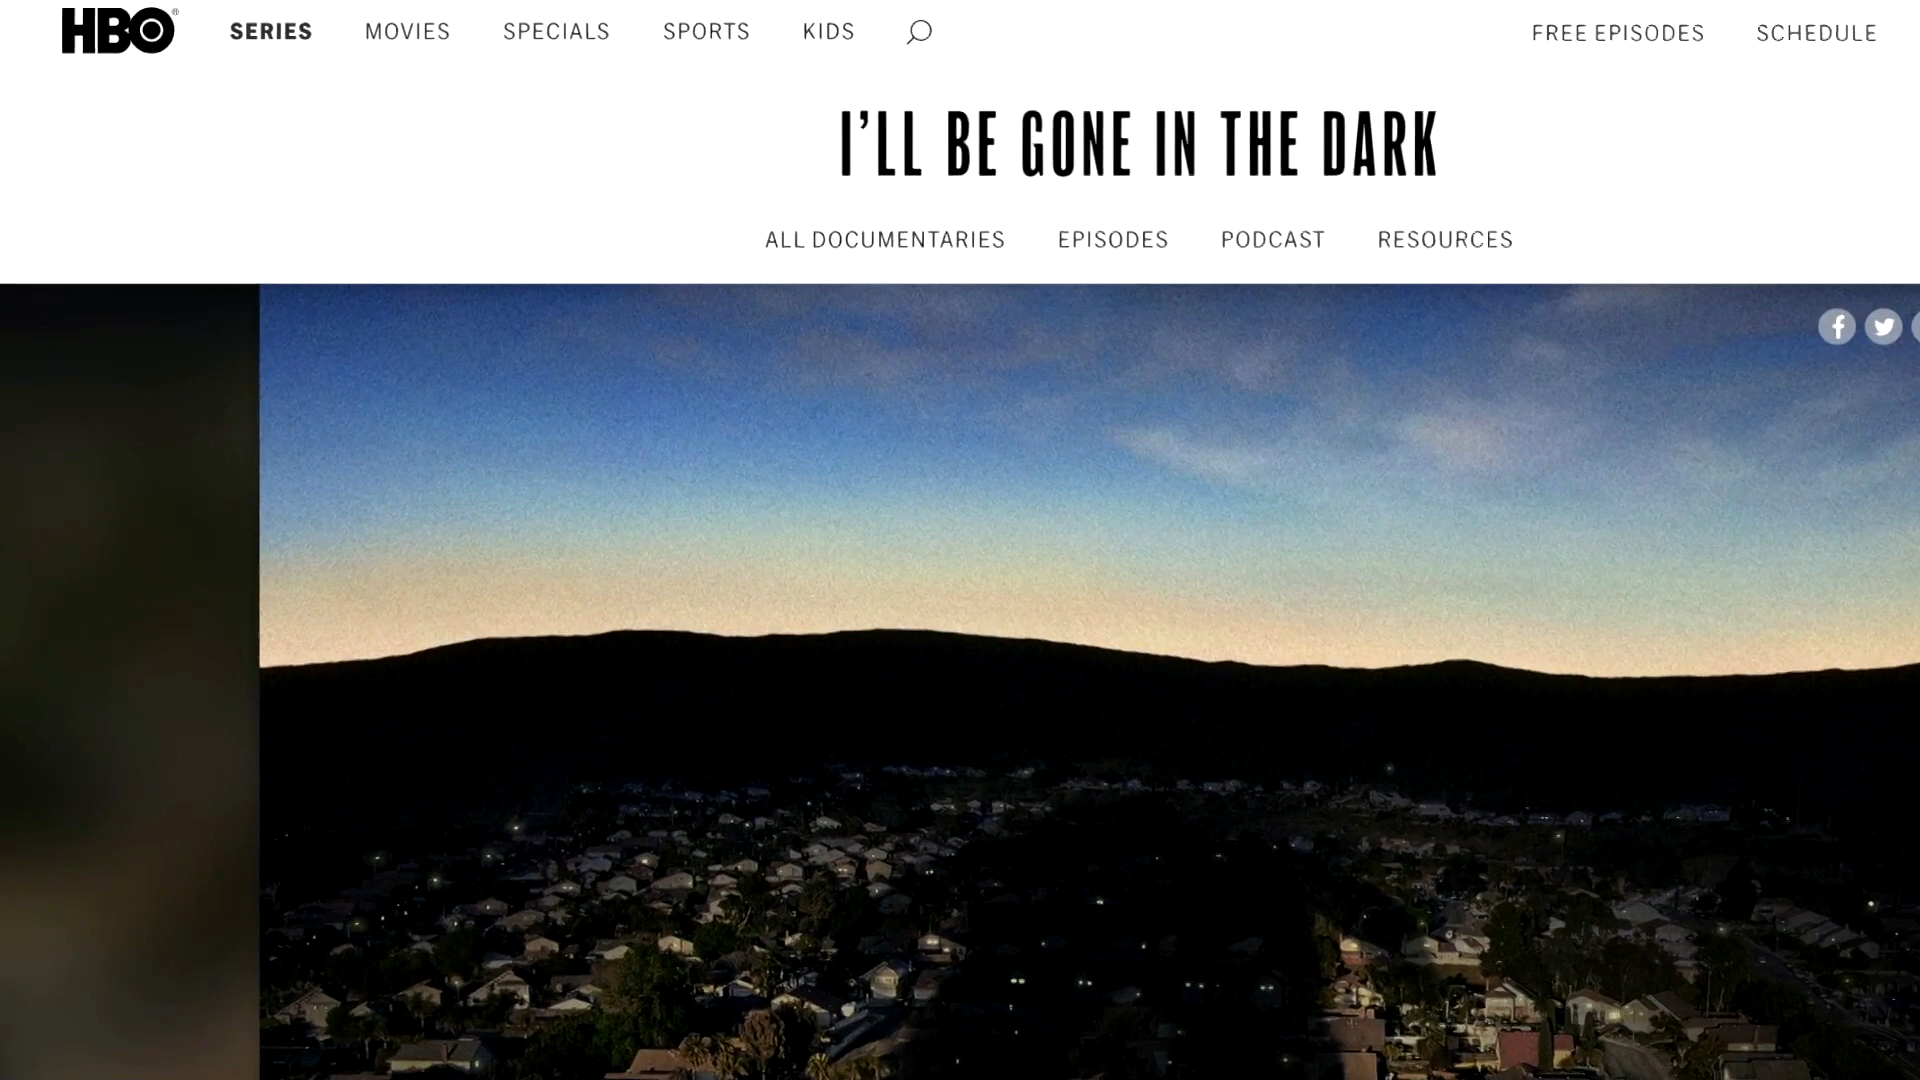 HBO® SERIES MOVIES SPECIALS SPORTS KIDS FREE EPISODES SCHEDULE
I'LL BE GONE IN THE DARK
ALL DOCUMENTARIES EPISODES PODCAST RESOURCES